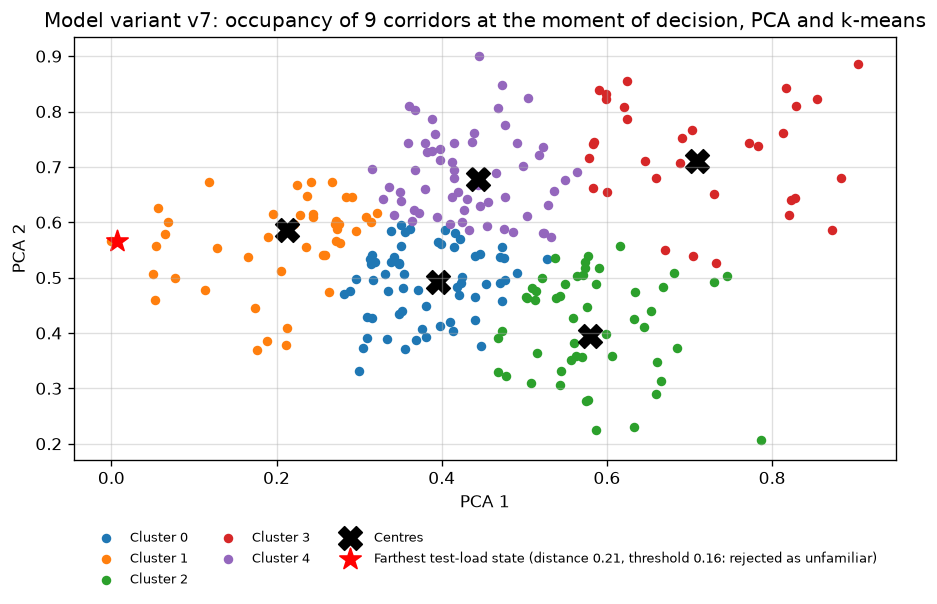 Model variant v7: occupancy of 9 corridors at the moment of decision, PCA and k-means
PCA 2
0.9
0.8
0.7
0.6
0.5
0.4
0.3
0.2
0.0 0.2 0.4 0.6 0.8
PCA 1
Cluster 0
Cluster 1
Cluster 2
Cluster 3
Cluster 4
Centres
Farthest test-load state (distance 0.21, threshold 0.16: rejected as unfamiliar)